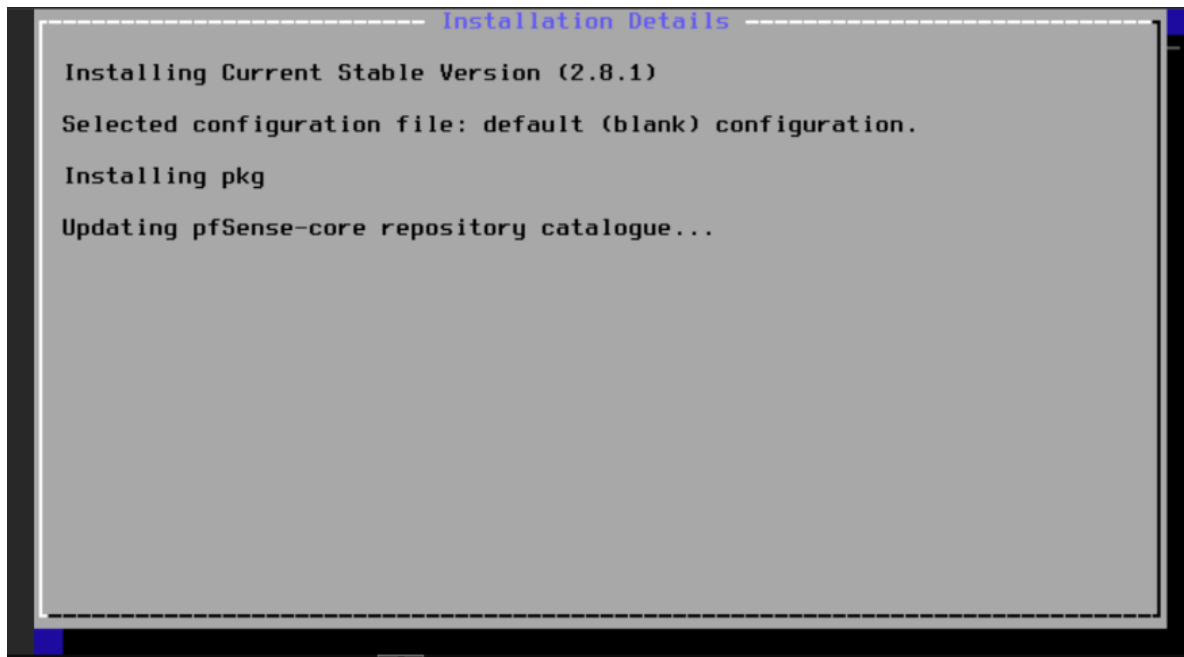 Installation Details
Installing Current Stable Version (2.8.1)
Selected configuration file: default (blank) configuration.
Installing pkg
Updating pfSense-core repository catalogue...